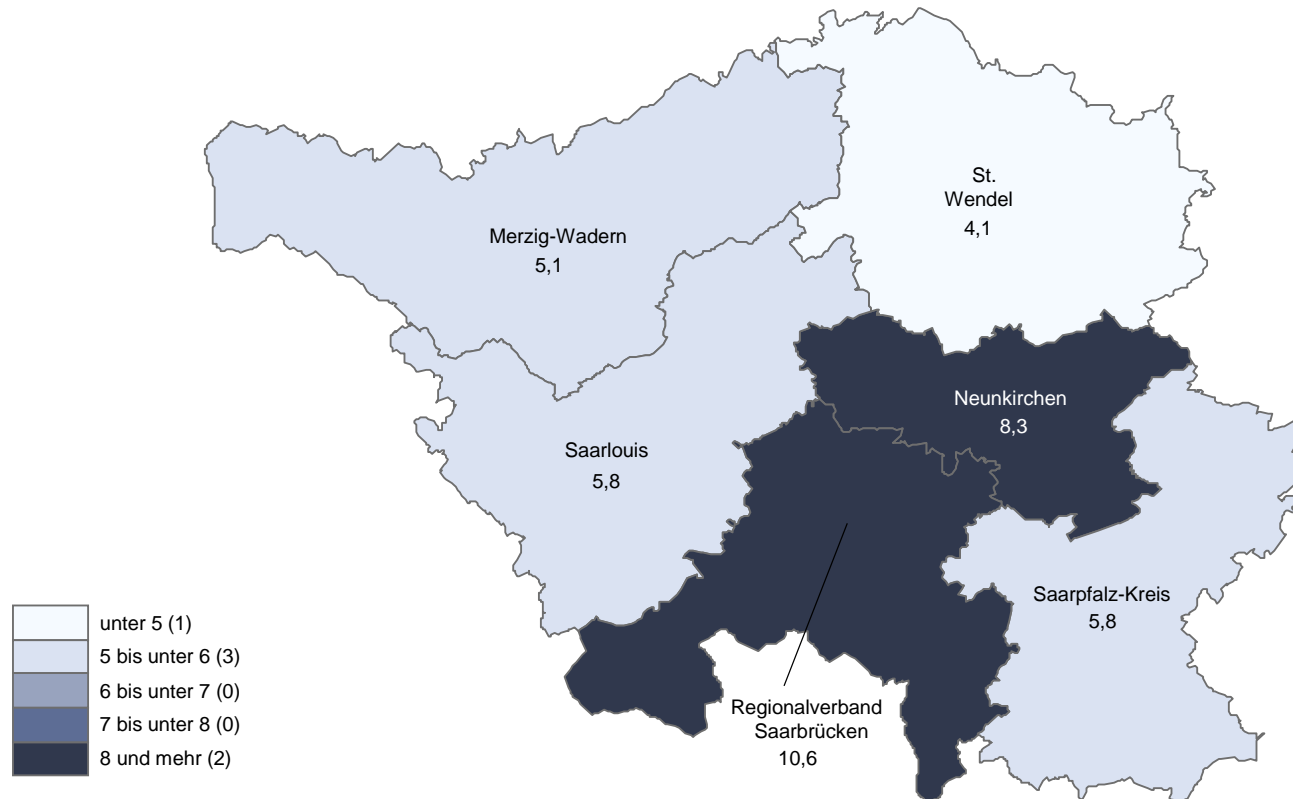 St.
Wendel
4,1
Merzig-Wadern
5,1
Neunkirchen
8,3
Saarlouis
5,8
Saarpfalz-Kreis
5,8
Regionalverband
Saarbrücken
10,6
unter 5 (1)
5 bis unter 6 (3)
6 bis unter 7 (0)
7 bis unter 8 (0)
8 und mehr (2)